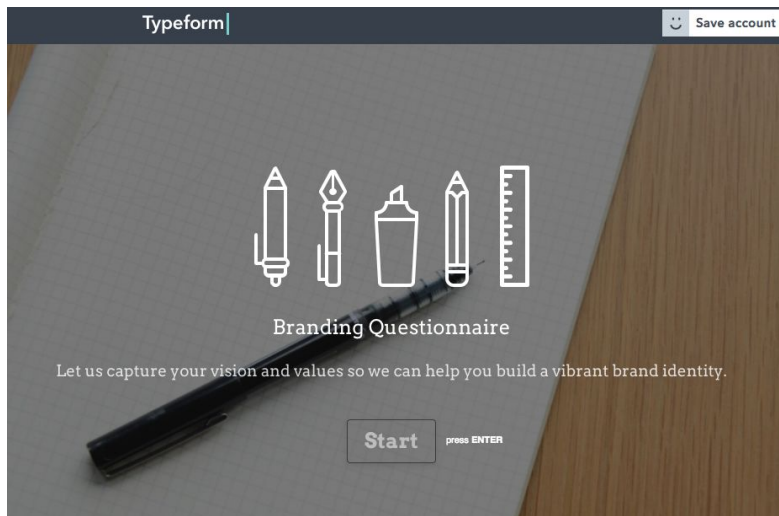 Typeform
Save account
Branding Questionnaire
Let us capture your vision and values so we can help you build a vibrant brand identity.
Start
press ENTER